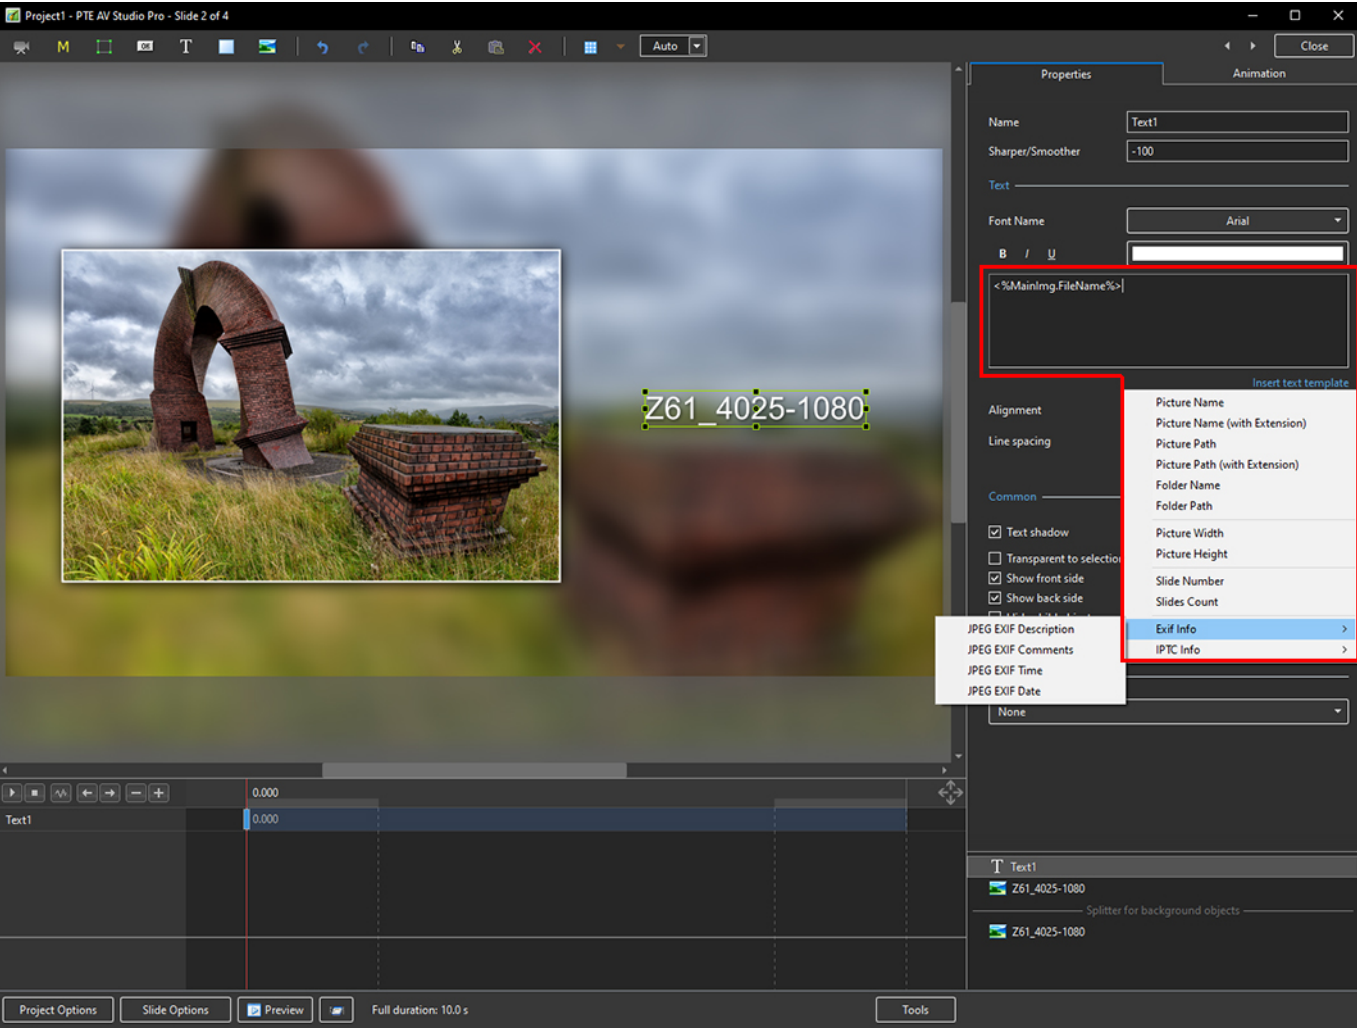 Project1 - PTE AV Studio Pro - Slide 2 of 4
M OK T Auto Close
Properties Animation
Name Text1
Sharper/Smoother -100
Text
Font Name Arial
B I U
<%MainImg.FileName%>
Insert text template
Z61_4025-1080
Alignment
Line spacing
Common
Text shadow
Transparent to selection
Show front side
Show back side
Picture Name
Picture Name (with Extension)
Picture Path
Picture Path (with Extension)
Folder Name
Folder Path
Picture Width
Picture Height
Slide Number
Slides Count
Exif Info
IPTC Info
JPEG EXIF Description
JPEG EXIF Comments
JPEG EXIF Time
JPEG EXIF Date
None
0.000
Text1 0.000
T Text1
Z61_4025-1080
Splitter for background objects
Z61_4025-1080
Project Options Slide Options Preview Full duration: 10.0 s Tools